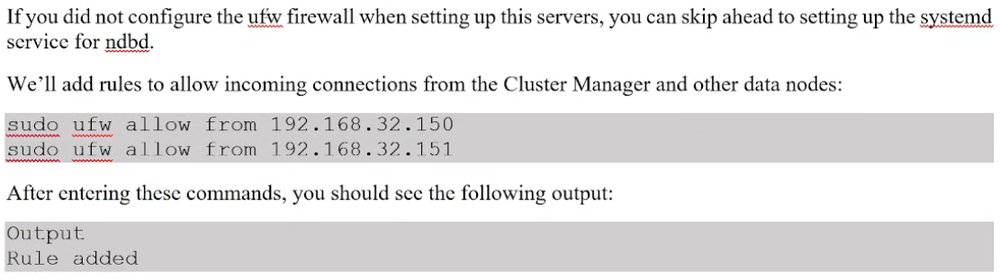 If you did not configure the ufw firewall when setting up this servers, you can skip ahead to setting up the systemd
service for ndbd.
We’ll add rules to allow incoming connections from the Cluster Manager and other data nodes:
sudo ufw allow from 192.168.32.150
sudo ufw allow from 192.168.32.151
After entering these commands, you should see the following output:
Output
Rule added